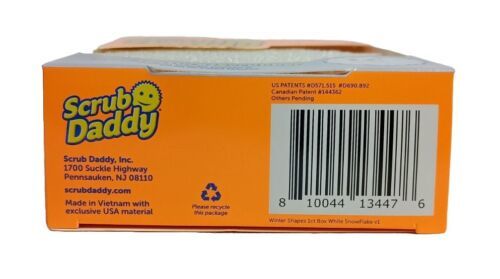 Scrub
Daddy
Scrub Daddy, Inc.
1700 Suckle Highway
Pennsauken, NJ 08110
scrubdaddy.com
Made in Vietnam with
exclusive USA material
Please recycle
this package
US PATENTS #D571,515 #D690,892
Canadian Patent #144362
Others Pending
8 10044 13447 6
Winter Shapes 1ct Box White Snowflake v1